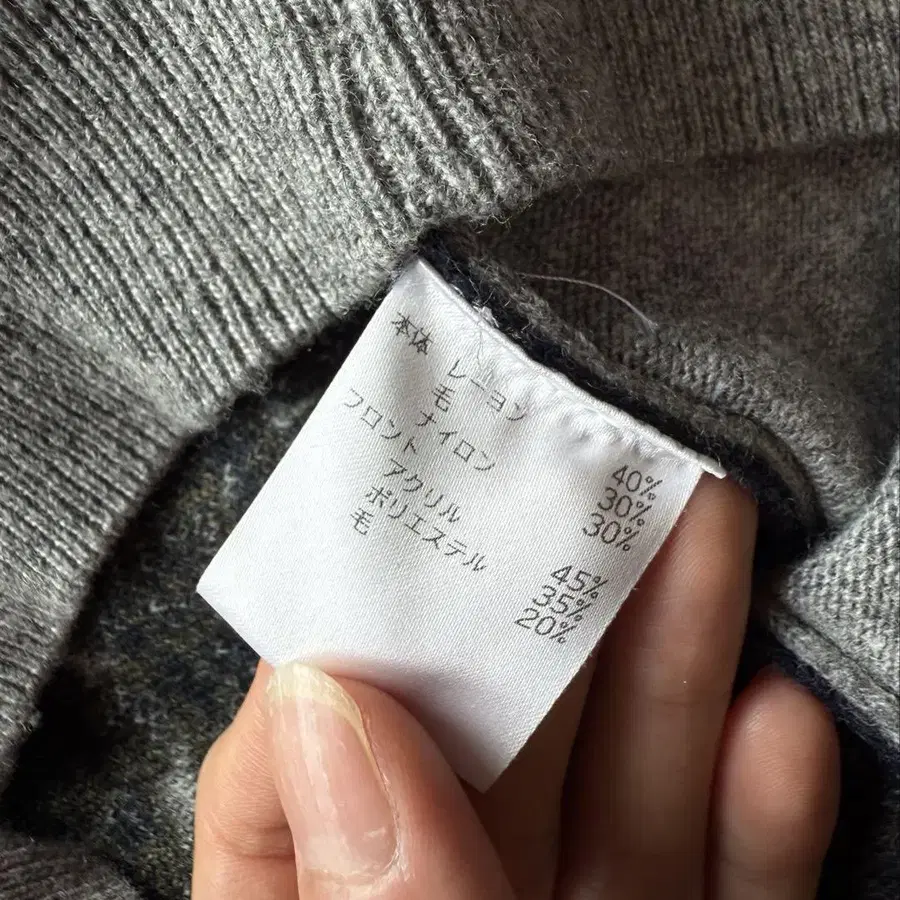 本体 レーヨン 40%
毛 30%
ナイロン 30%
フロント
アクリル 45%
ポリエステル 35%
毛 20%